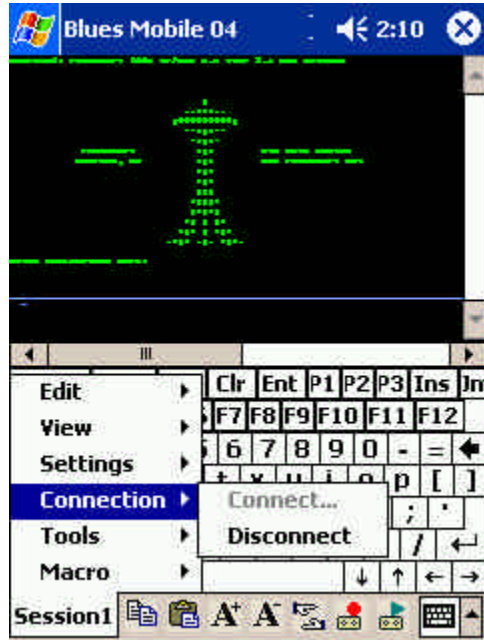 Blues Mobile 04 2:10
Clr Ent P1 P2 P3 Ins
Edit
F7 F8 F9 F10 F11 F12
View
6 7 8 9 0 - =
Settings
p [ ]
Connection
Connect...
; '
Tools
Disconnect
/
Macro
Session1 A A